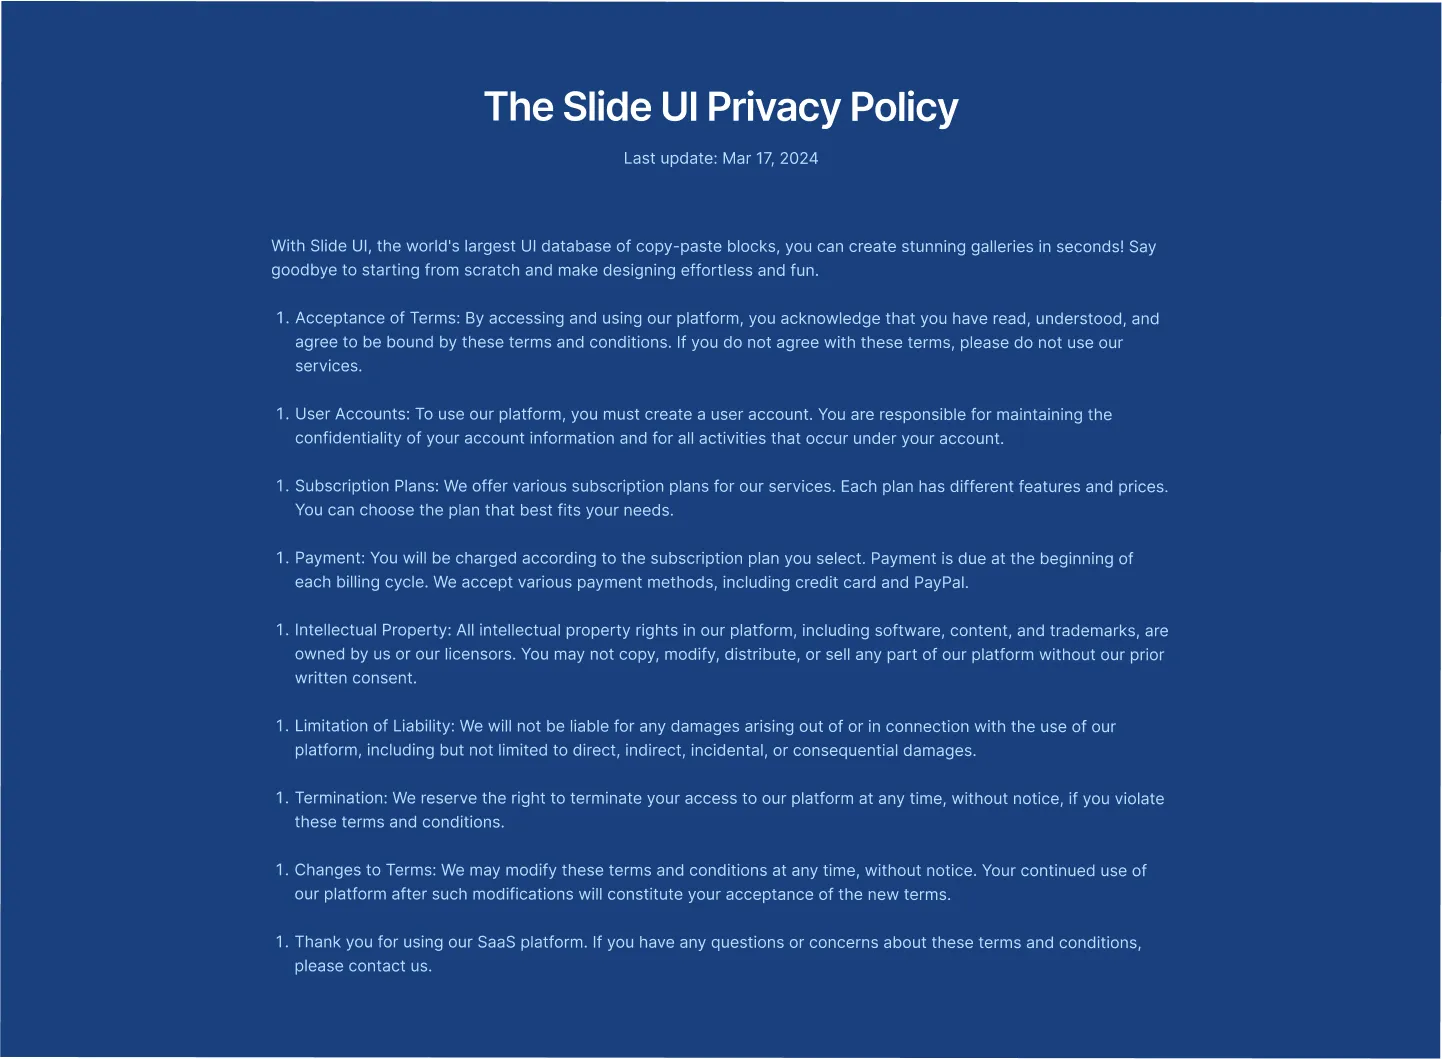 The Slide UI Privacy Policy
Last update: Mar 17, 2024
With Slide UI, the world's largest UI database of copy-paste blocks, you can create stunning galleries in seconds! Say
goodbye to starting from scratch and make designing effortless and fun.
1. Acceptance of Terms: By accessing and using our platform, you acknowledge that you have read, understood, and
agree to be bound by these terms and conditions. If you do not agree with these terms, please do not use our
services.
1. User Accounts: To use our platform, you must create a user account. You are responsible for maintaining the
confidentiality of your account information and for all activities that occur under your account.
1. Subscription Plans: We offer various subscription plans for our services. Each plan has different features and prices.
You can choose the plan that best fits your needs.
1. Payment: You will be charged according to the subscription plan you select. Payment is due at the beginning of
each billing cycle. We accept various payment methods, including credit card and PayPal.
1. Intellectual Property: All intellectual property rights in our platform, including software, content, and trademarks, are
owned by us or our licensors. You may not copy, modify, distribute, or sell any part of our platform without our prior
written consent.
1. Limitation of Liability: We will not be liable for any damages arising out of or in connection with the use of our
platform, including but not limited to direct, indirect, incidental, or consequential damages.
1. Termination: We reserve the right to terminate your access to our platform at any time, without notice, if you violate
these terms and conditions.
1. Changes to Terms: We may modify these terms and conditions at any time, without notice. Your continued use of
our platform after such modifications will constitute your acceptance of the new terms.
1. Thank you for using our SaaS platform. If you have any questions or concerns about these terms and conditions,
please contact us.